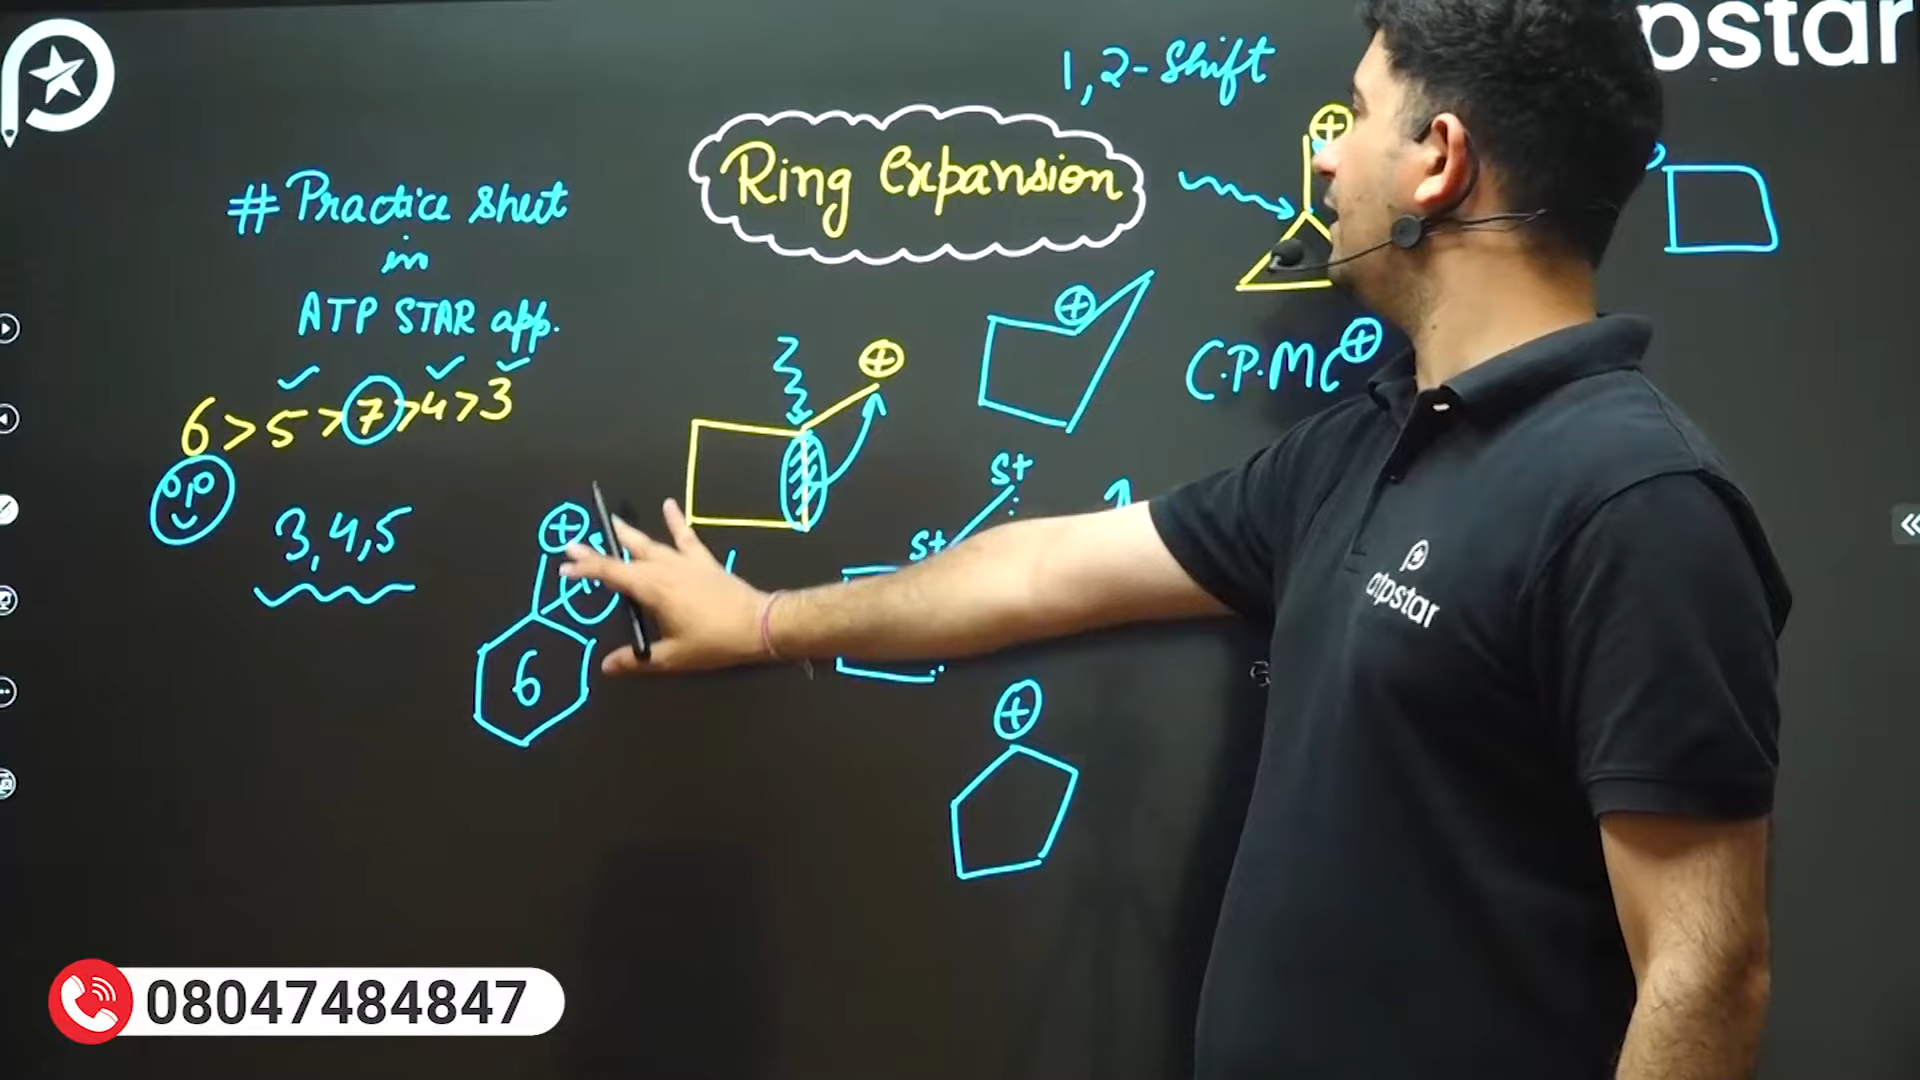 pstar
1,2-Shift
Ring Expansion
# Practice sheet
in
ATP STAR app.
6 > 5 > 7 > 4 > 3
3,4,5
C.P.M.C⊕
⊕
⊕
⊕
⊕
6
St
St
⊕
atpstar
08047484847